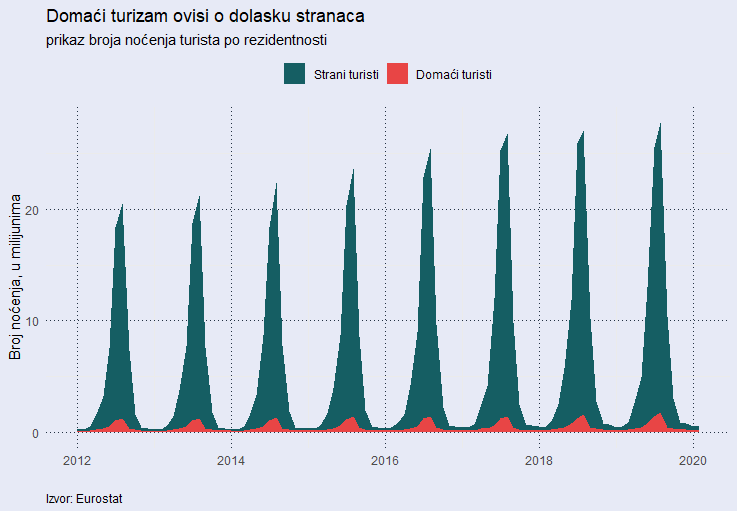 Domaći turizam ovisi o dolasku stranaca
prikaz broja noćenja turista po rezidentnosti
Strani turisti Domaći turisti
Broj noćenja, u milijunima
20
10
0
2012 2014 2016 2018 2020
Izvor: Eurostat